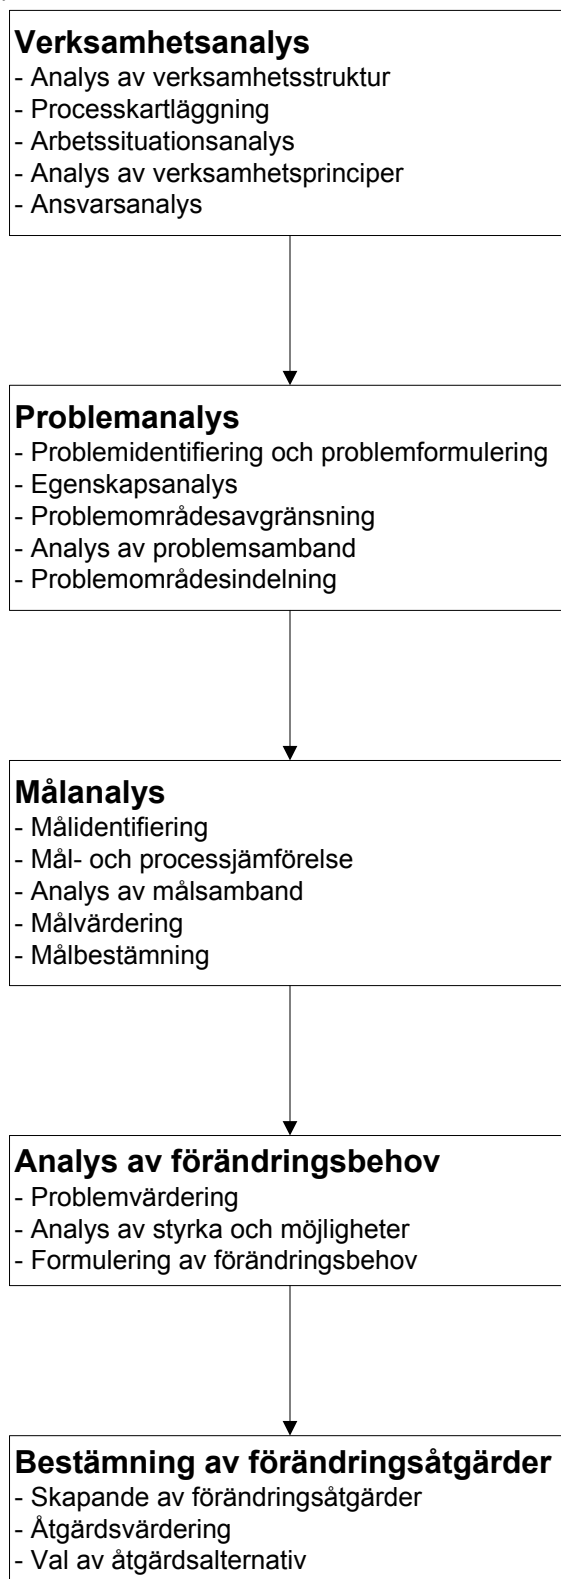 Verksamhetsanalys
- Analys av verksamhetsstruktur
- Processkartläggning
- Arbetssituationsanalys
- Analys av verksamhetsprinciper
- Ansvarsanalys
Problemanalys
- Problemidentifiering och problemformulering
- Egenskapsanalys
- Problemområdesavgränsning
- Analys av problemsamband
- Problemområdesindelning
Målanalys
- Målidentifiering
- Mål- och processjämförelse
- Analys av målsamband
- Målvärdering
- Målbestämning
Analys av förändringsbehov
- Problemvärdering
- Analys av styrka och möjligheter
- Formulering av förändringsbehov
Bestämning av förändringsåtgärder
- Skapande av förändringsåtgärder
- Åtgärdsvärdering
- Val av åtgärdsalternativ